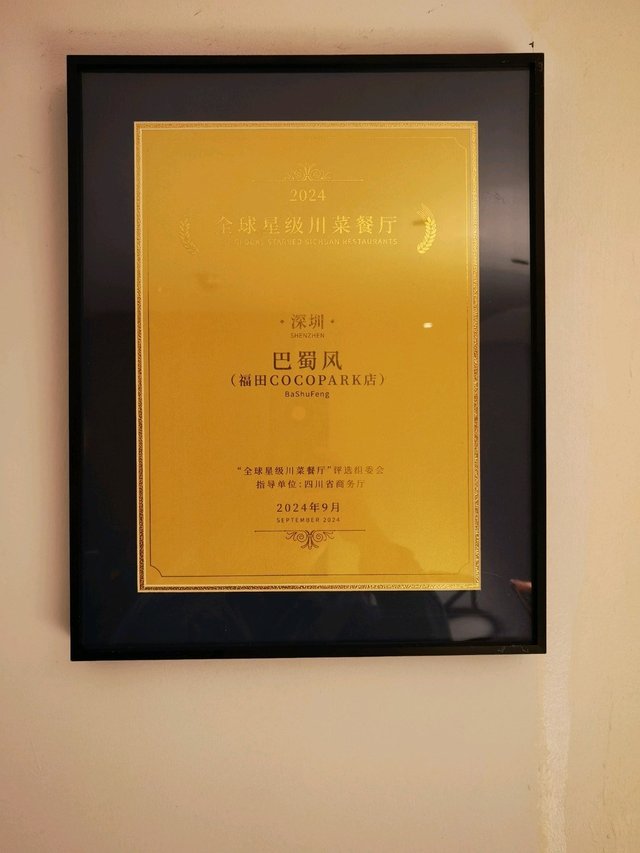 2024
全球星级川菜餐厅
GLOBAL STARRED SICHUAN RESTAURANTS
·深圳·
SHENZHEN
巴蜀风
（福田COCOPARK店）
BaShuFeng
“全球星级川菜餐厅”评选组委会
指导单位:四川省商务厅
2024年9月
SEPTEMBER 2024